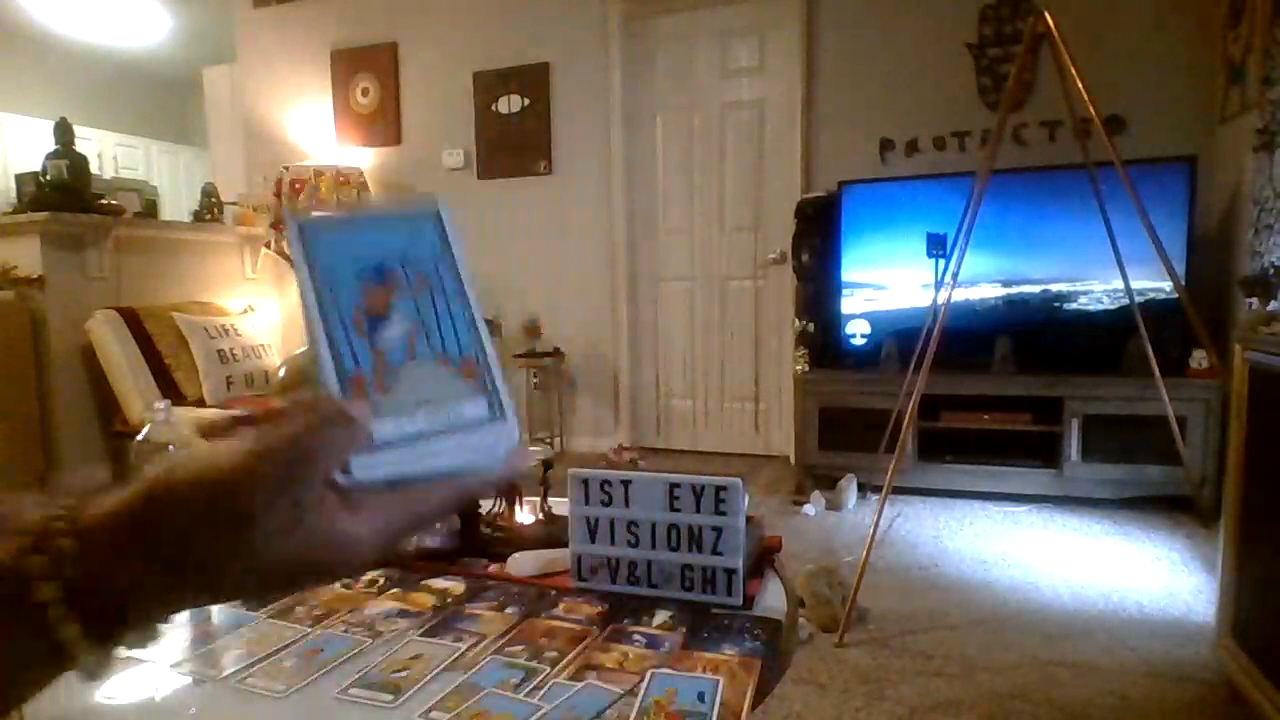 PROTECTED
LIFE
BEAUTI
FUL
1ST EYE
VISIONZ
L♥V&L GHT